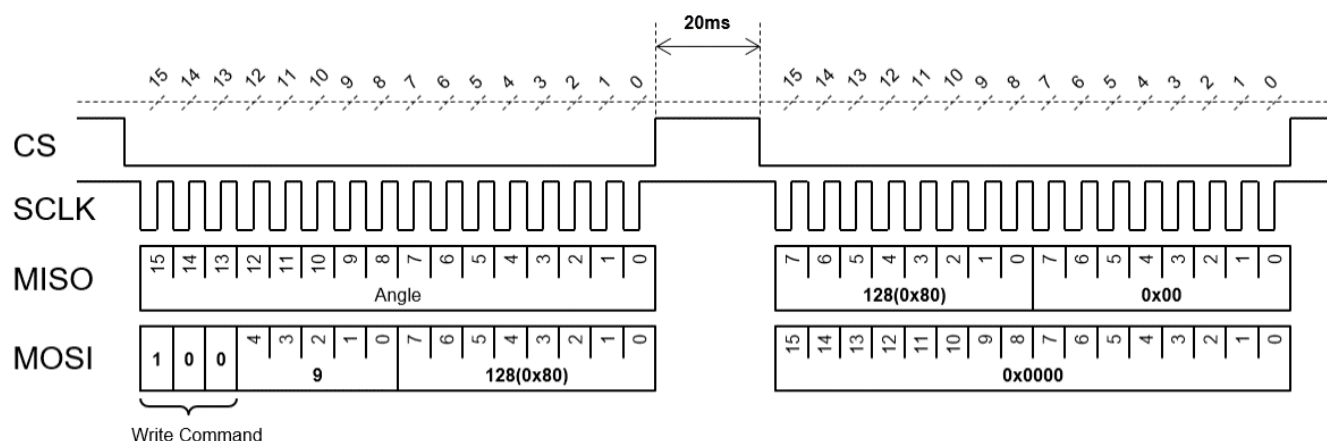 20ms
15 14 13 12 11 10 9 8 7 6 5 4 3 2 1 0 15 14 13 12 11 10 9 8 7 6 5 4 3 2 1 0
CS
SCLK
MISO 15 14 13 12 11 10 9 8 7 6 5 4 3 2 1 0 7 6 5 4 3 2 1 0 7 6 5 4 3 2 1 0
Angle 128(0x80) 0x00
MOSI 1 0 0 4 3 2 1 0 7 6 5 4 3 2 1 0 15 14 13 12 11 10 9 8 7 6 5 4 3 2 1 0
9 128(0x80) 0x0000
Write Command